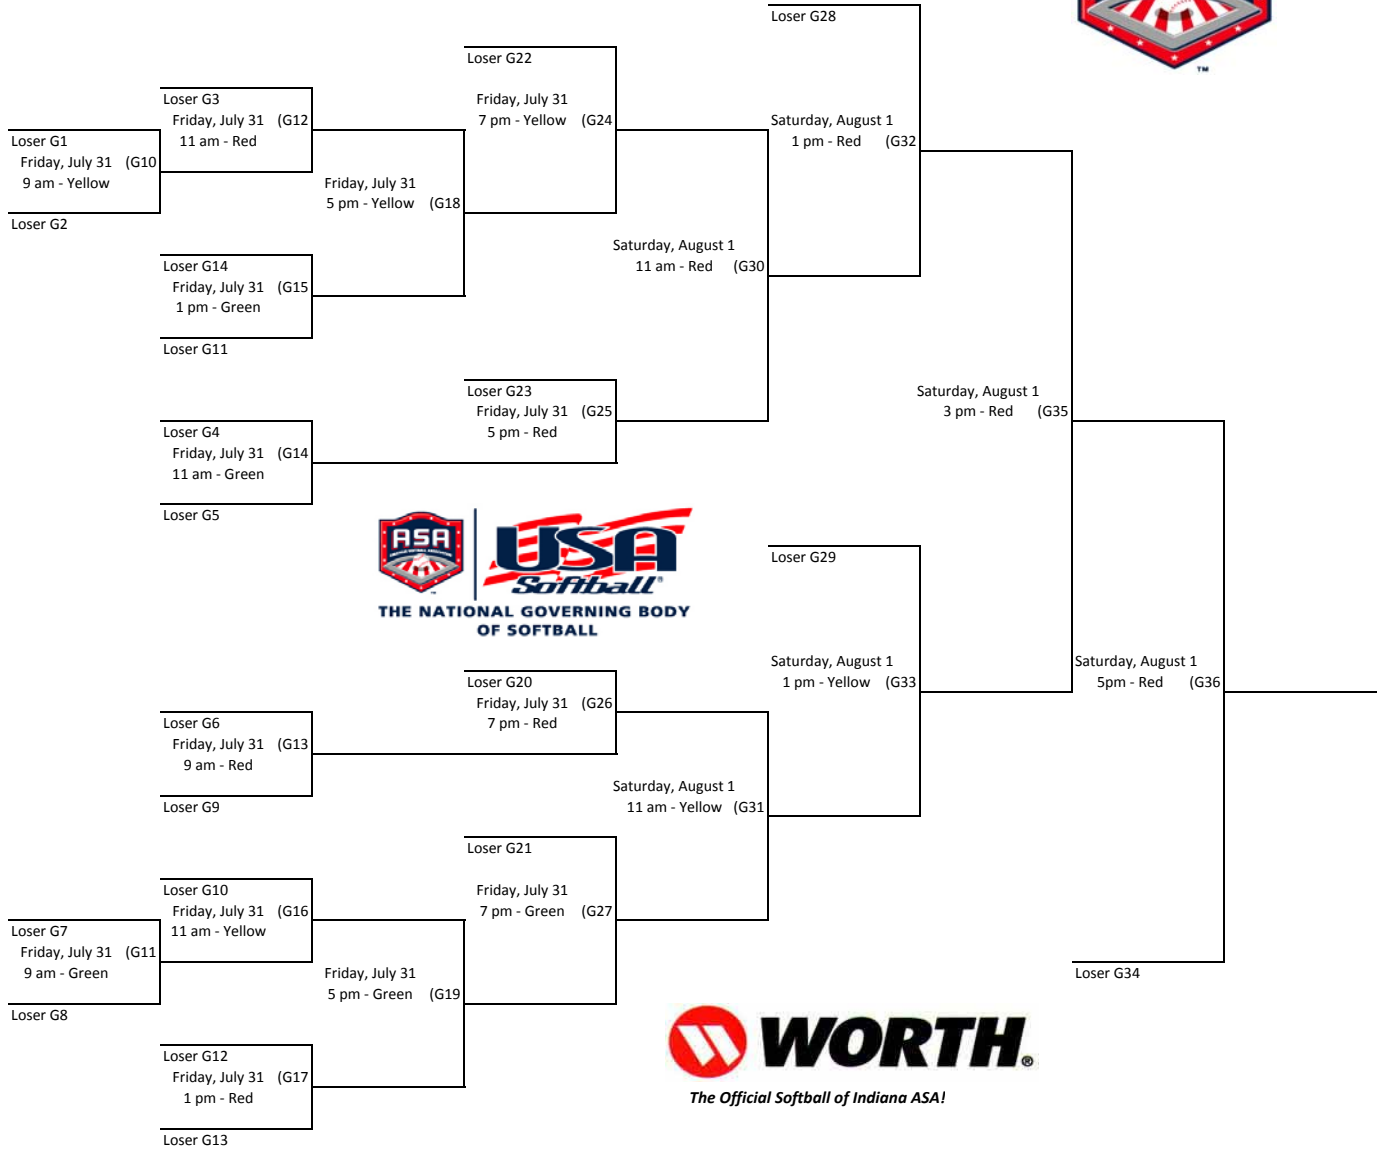 Loser G28
TM
Loser G22
Loser G3
Friday, July 31 (G12
11 am - Red
Friday, July 31
7 pm - Yellow (G24
Saturday, August 1
1 pm - Red (G32
Loser G1
Friday, July 31 (G10
9 am - Yellow
Loser G2
Friday, July 31
5 pm - Yellow (G18
Saturday, August 1
11 am - Red (G30
Loser G14
Friday, July 31 (G15
1 pm - Green
Loser G11
Loser G23
Friday, July 31 (G25
5 pm - Red
Saturday, August 1
3 pm - Red (G35
Loser G4
Friday, July 31 (G14
11 am - Green
Loser G5
ASA
USA
Softball®
THE NATIONAL GOVERNING BODY
OF SOFTBALL
Loser G29
Saturday, August 1
1 pm - Yellow (G33
Saturday, August 1
5pm - Red (G36
Loser G20
Friday, July 31 (G26
7 pm - Red
Loser G6
Friday, July 31 (G13
9 am - Red
Loser G9
Saturday, August 1
11 am - Yellow (G31
Loser G21
Friday, July 31
7 pm - Green (G27
Loser G10
Friday, July 31 (G16
11 am - Yellow
Loser G7
Friday, July 31 (G11
9 am - Green
Loser G8
Friday, July 31
5 pm - Green (G19
Loser G34
WORTH®
The Official Softball of Indiana ASA!
Loser G12
Friday, July 31 (G17
1 pm - Red
Loser G13